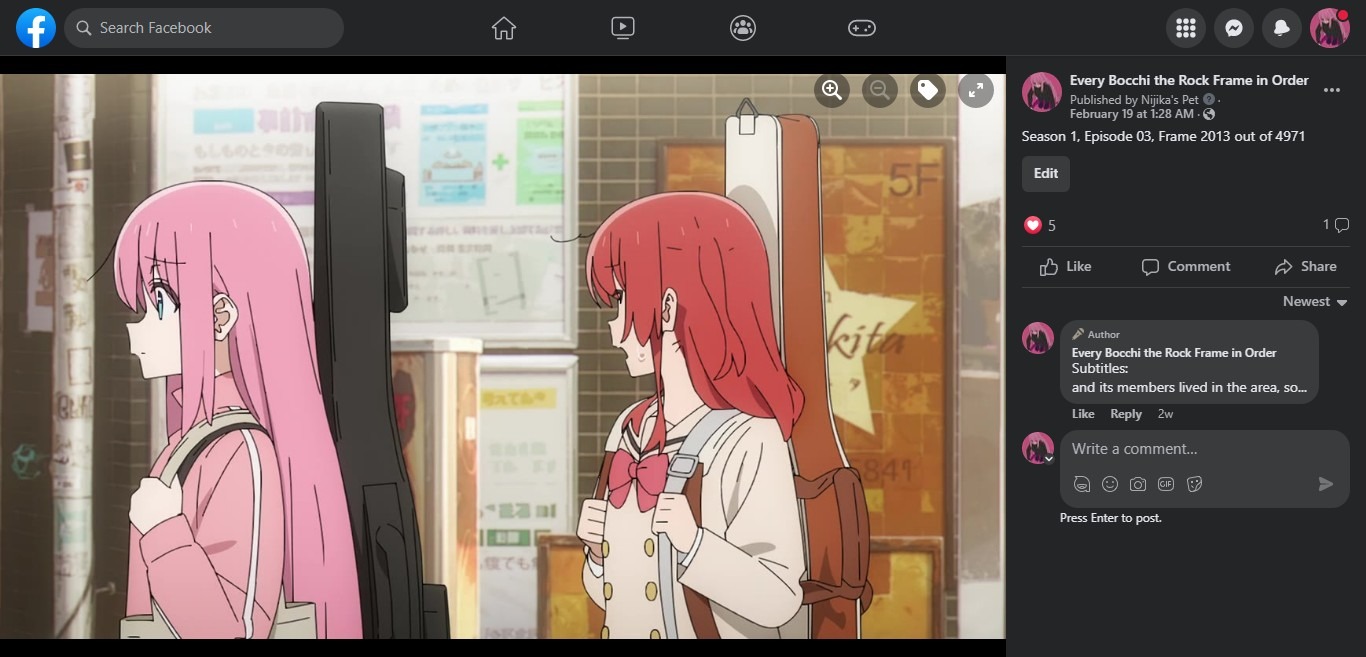 Search Facebook
Every Bocchi the Rock Frame in Order
Published by Nijika's Pet ·
February 19 at 1:28 AM ·
Season 1, Episode 03, Frame 2013 out of 4971
Edit
5
1
Like
Comment
Share
Newest
Author
Every Bocchi the Rock Frame in Order
Subtitles:
and its members lived in the area, so...
Like
Reply
2w
Write a comment...
GIF
Press Enter to post.
5F
kita